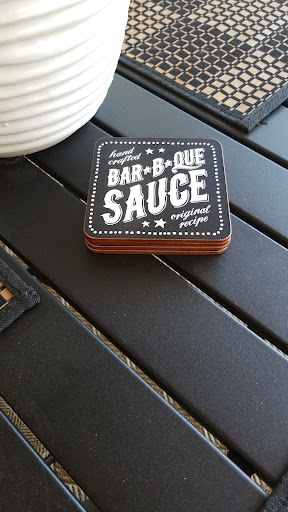 hand
crafted
BAR★B★QUE
SAUCE
original
recipe